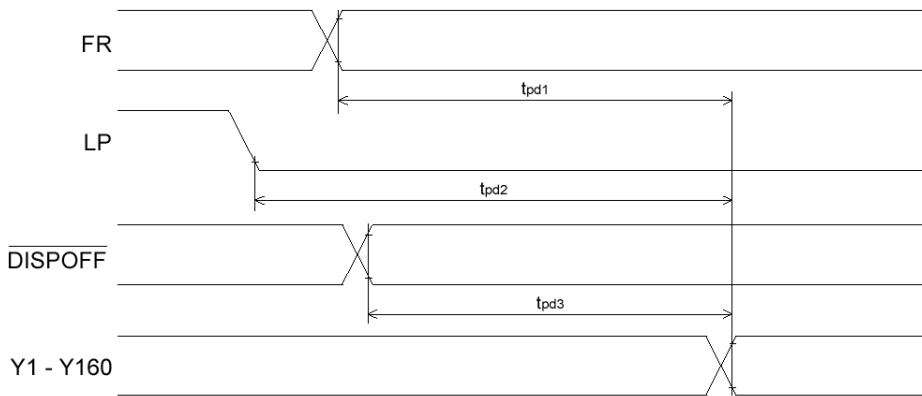 FR
tpd1
LP
tpd2
DISPOFF
tpd3
Y1 - Y160